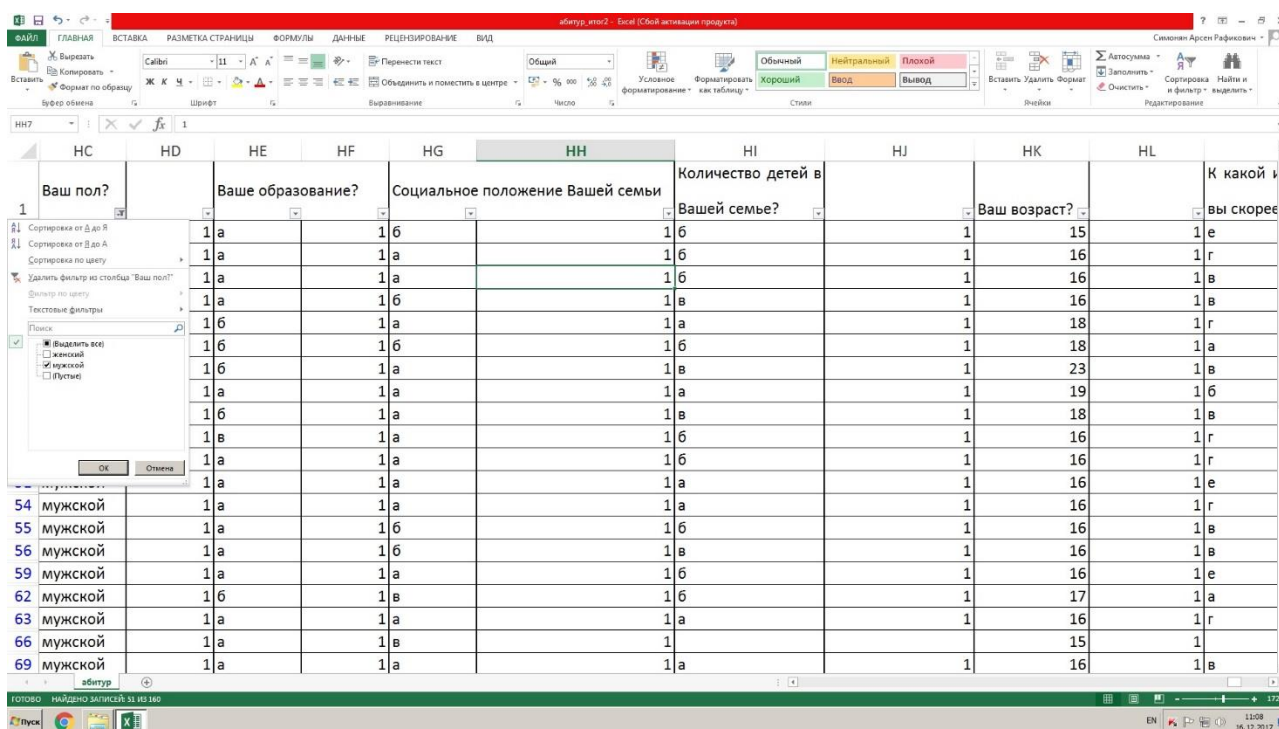 абитур_итог2 - Excel (Сбой активации продукта)
ФАЙЛ ГЛАВНАЯ ВСТАВКА РАЗМЕТКА СТРАНИЦЫ ФОРМУЛЫ ДАННЫЕ РЕЦЕНЗИРОВАНИЕ ВИД Симонян Арсен Рафикович
Вставить
Вырезать
Копировать
Формат по образцу
Буфер обмена
Calibri 11
Ж К Ч
Шрифт
Перенести текст
Объединить и поместить в центре
Выравнивание
Общий
% 000
Число
Условное форматирование
Форматировать как таблицу
Обычный Нейтральный Плохой
Хороший Ввод Вывод
Стили
Вставить Удалить Формат
Ячейки
Автосумма
Заполнить
Очистить
Сортировка и фильтр
Найти и выделить
Редактирование
HH7 fx 1
HC HD HE HF HG HH HI HJ HK HL
1 Ваш пол? Ваше образование? Социальное положение Вашей семьи Количество детей в Вашей семье? Ваш возраст? К какой вы скорее
Сортировка от А до Я
Сортировка от Я до А
Сортировка по цвету
Удалить фильтр из столбца "Ваш пол?"
Фильтр по цвету
Текстовые фильтры
Поиск
(Выделить все)
женский
мужской
(Пустые)
ОК Отмена
1 а 1 б 1 б 1 15 1 е
1 а 1 а 1 б 1 16 1 г
1 а 1 а 1 б 1 16 1 в
1 а 1 б 1 в 1 16 1 в
1 б 1 а 1 а 1 18 1 г
1 б 1 б 1 б 1 18 1 а
1 б 1 а 1 в 1 23 1 в
1 а 1 а 1 а 1 19 1 б
1 б 1 а 1 в 1 18 1 в
1 в 1 а 1 б 1 16 1 г
1 а 1 а 1 б 1 16 1 г
1 а 1 а 1 а 1 16 1 е
54 мужской 1 а 1 а 1 а 1 16 1 г
55 мужской 1 а 1 б 1 б 1 16 1 в
56 мужской 1 а 1 б 1 в 1 16 1 в
59 мужской 1 а 1 а 1 б 1 16 1 е
62 мужской 1 б 1 в 1 б 1 17 1 а
63 мужской 1 а 1 а 1 а 1 16 1 г
66 мужской 1 а 1 в 1 15 1
69 мужской 1 а 1 а 1 а 1 16 1 в
абитур
ГОТОВО НАЙДЕНО ЗАПИСЕЙ: 51 ИЗ 160
Пуск EN 11:08
16.12.2017